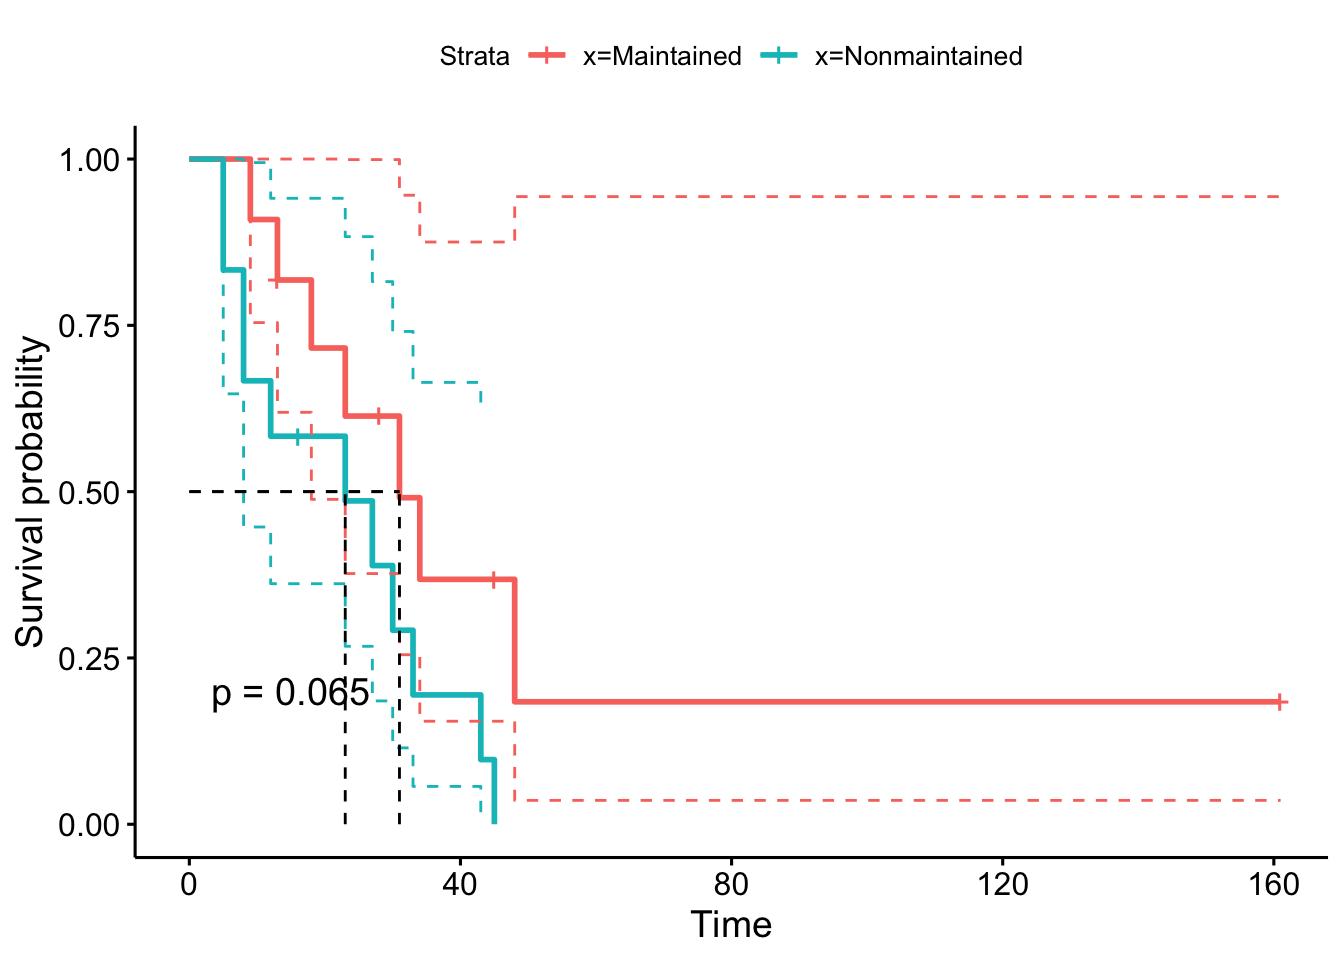 Strata x=Maintained x=Nonmaintained
1.00
0.75
0.50
0.25
0.00
Survival probability
p = 0.065
0 40 80 120 160
Time